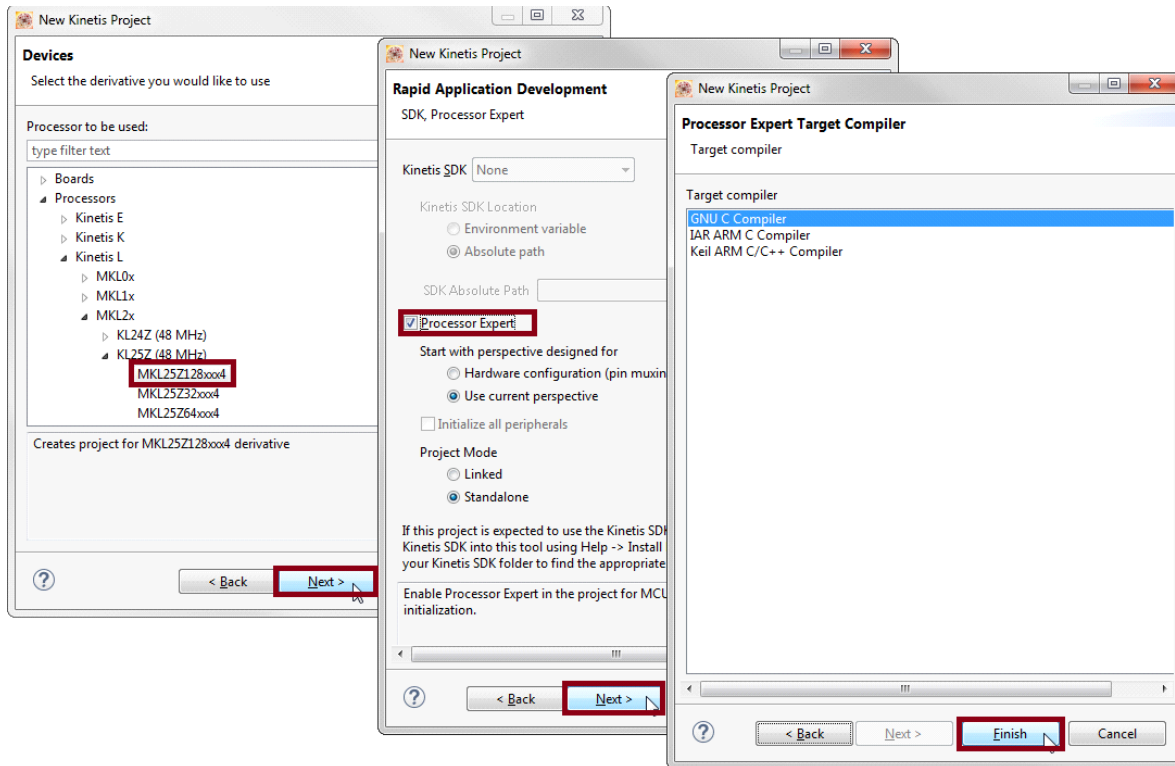 New Kinetis Project
Devices
Select the derivative you would like to use
Processor to be used:
type filter text
Boards
Processors
Kinetis E
Kinetis K
Kinetis L
MKL0x
MKL1x
MKL2x
KL24Z (48 MHz)
KL25Z (48 MHz)
MKL25Z128xxx4
MKL25Z32xxx4
MKL25Z64xxx4
Creates project for MKL25Z128xxx4 derivative
?
< Back
Next >
New Kinetis Project
Rapid Application Development
SDK, Processor Expert
Kinetis SDK None
Kinetis SDK Location
Environment variable
Absolute path
SDK Absolute Path
Processor Expert
Start with perspective designed for
Hardware configuration (pin muxin
Use current perspective
Initialize all peripherals
Project Mode
Linked
Standalone
If this project is expected to use the Kinetis SDK
Kinetis SDK into this tool using Help -> Install
your Kinetis SDK folder to find the appropriate
Enable Processor Expert in the project for MCU
initialization.
?
< Back
Next >
New Kinetis Project
Processor Expert Target Compiler
Target compiler
Target compiler
GNU C Compiler
IAR ARM C Compiler
Keil ARM C/C++ Compiler
?
< Back
Next >
Finish
Cancel